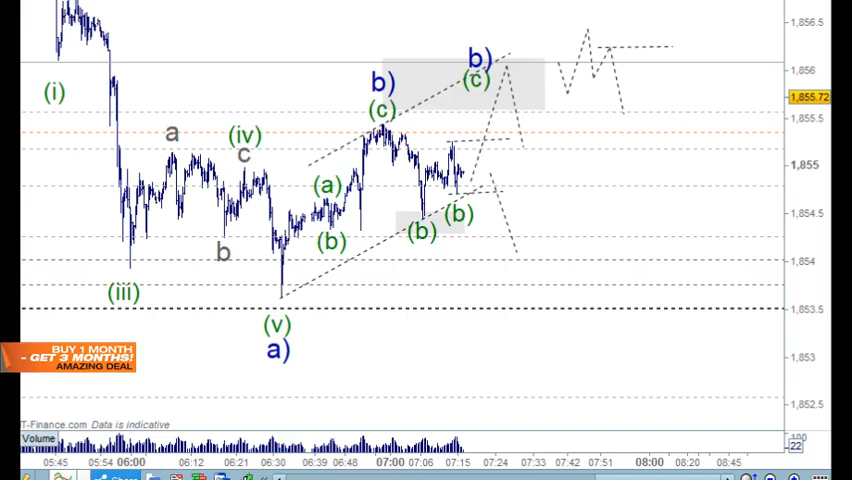 1,856.5
1,856
1,855.72
1,855.5
1,855
1,854.5
1,854
1,853.5
1,853
1,852.5
(i)
a
(iv)
c
b
(iii)
(v)
a)
(a)
(b)
b)
(c)
b)
(c)
(b)
(b)
BUY 1 MONTH
- GET 3 MONTHS!
AMAZING DEAL
T-Finance.com Data is indicative
Volume
100
22
05:45 05:54 06:00 06:12 06:21 06:30 06:39 06:48 07:00 07:06 07:15 07:24 07:33 07:42 07:51 08:00 08:20 08:45
Share